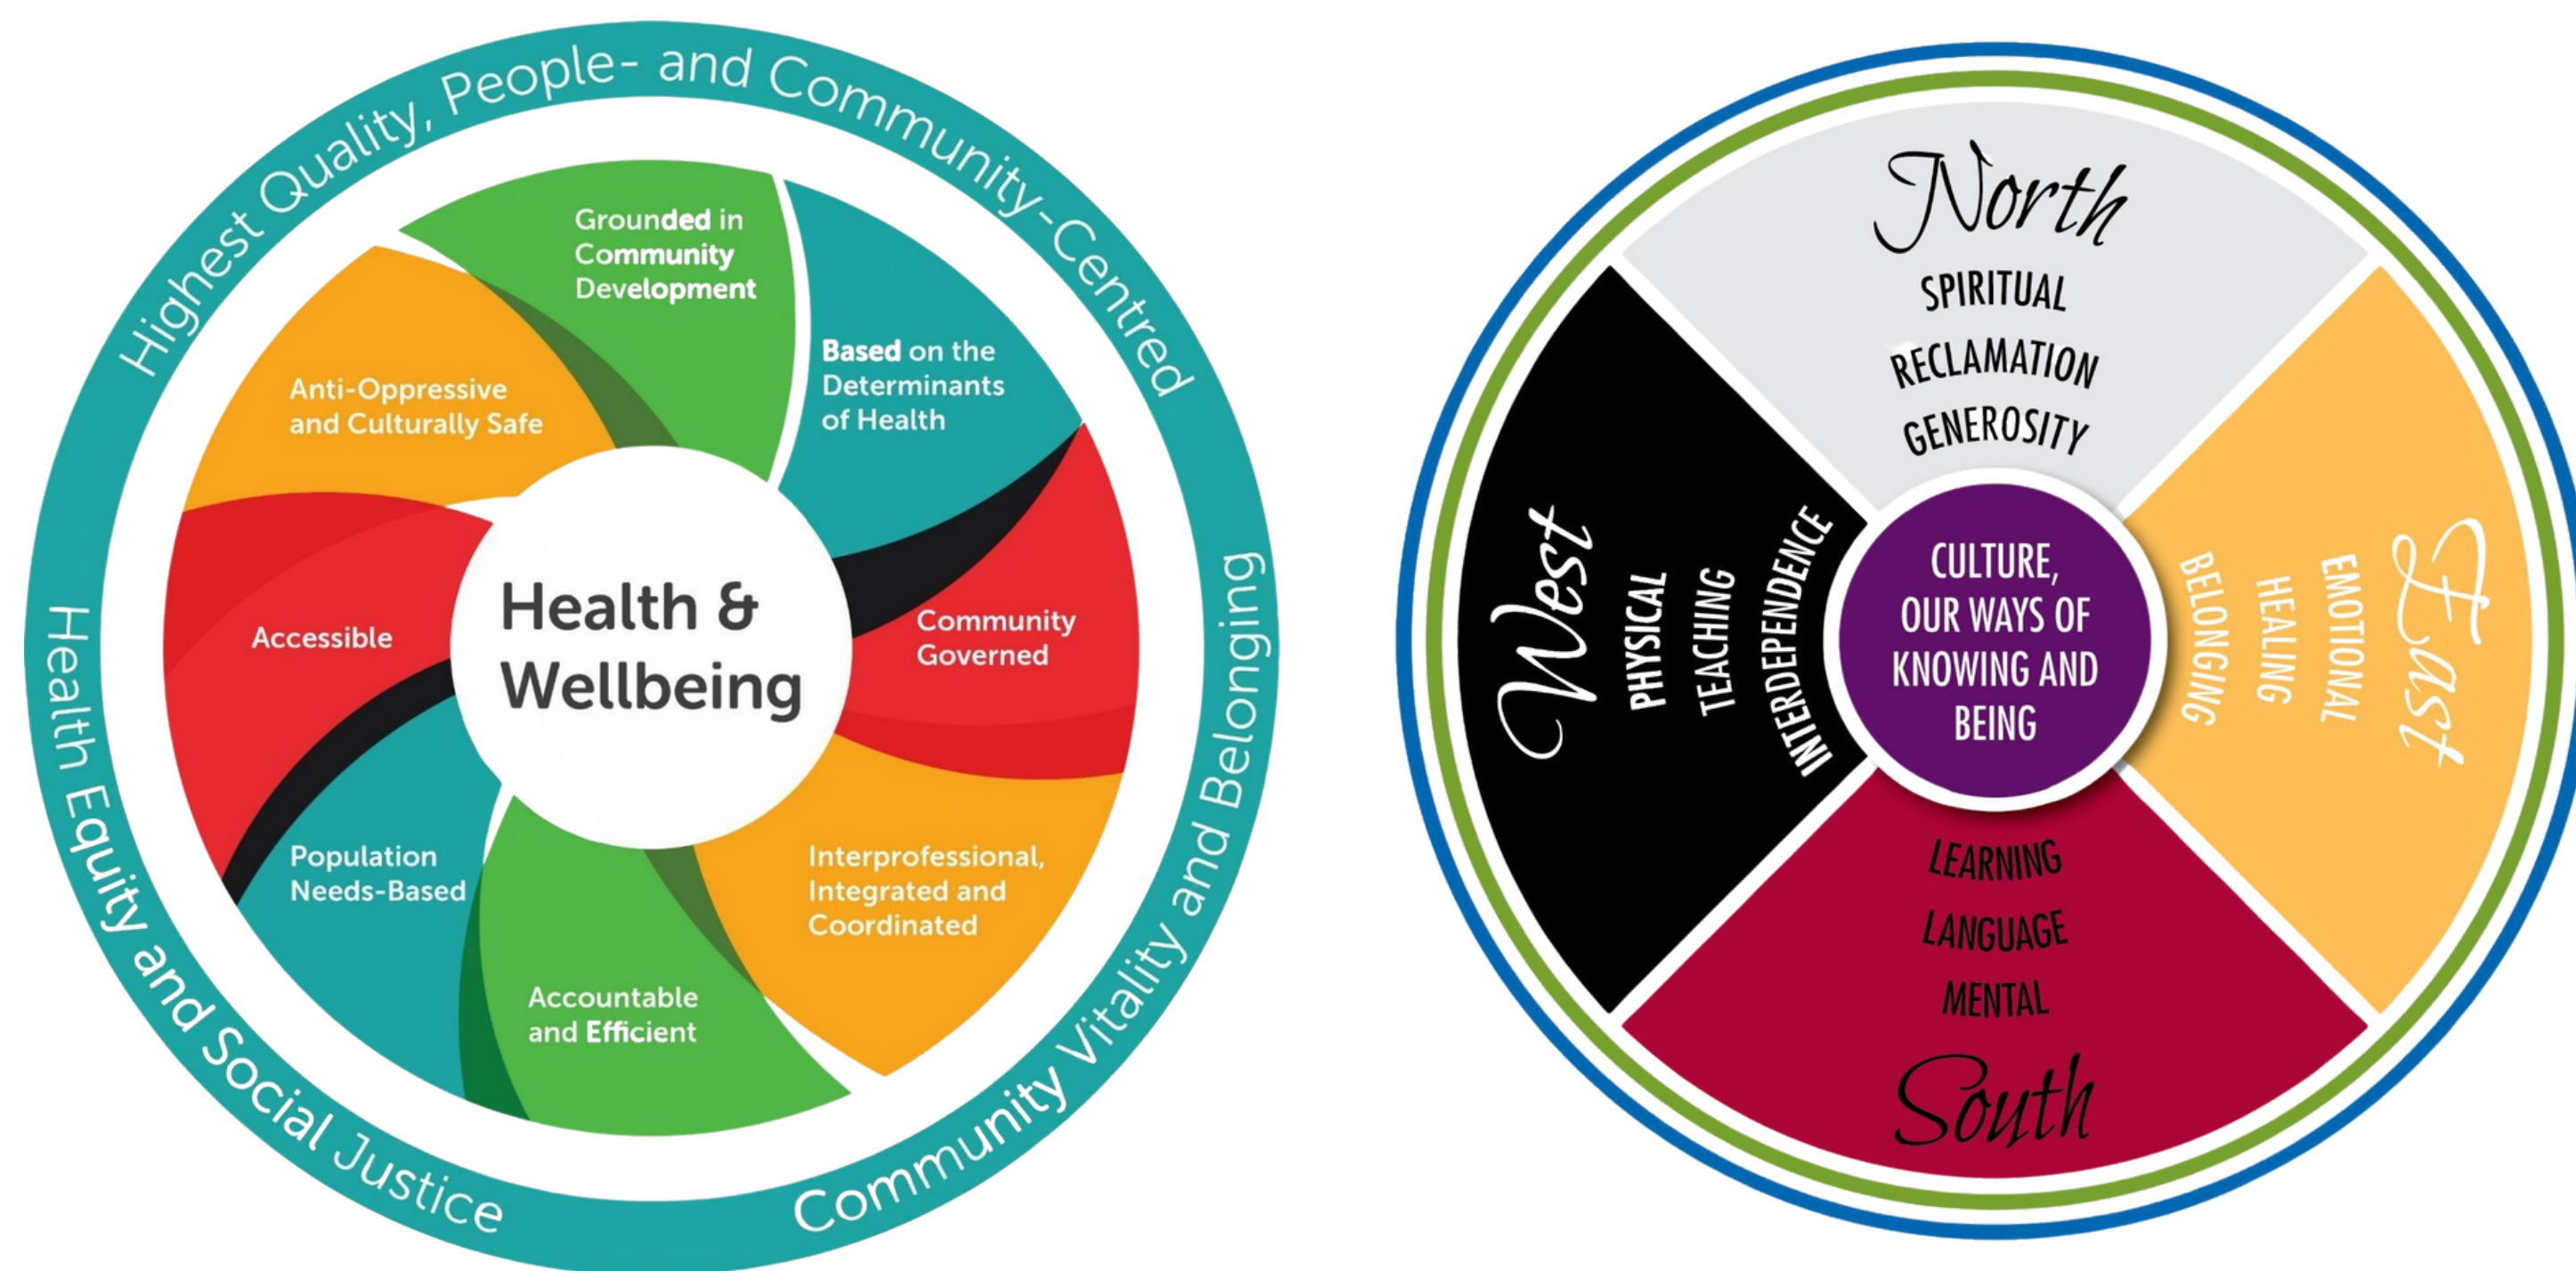 Highest Quality, People- and Community-Centred
Grounded in
Community
Development
Based on the
Determinants
of Health
Anti-Oppressive
and Culturally Safe
Accessible
Health &
Wellbeing
Community
Governed
Population
Needs-Based
Interprofessional,
Integrated and
Coordinated
Accountable
and Efficient
Health Equity and Social Justice
Community Vitality and Belonging
North
SPIRITUAL
RECLAMATION
GENEROSITY
West
PHYSICAL
TEACHING
INTERDEPENDENCE
CULTURE,
OUR WAYS OF
KNOWING AND
BEING
East
EMOTIONAL
HEALING
BELONGING
LEARNING
LANGUAGE
MENTAL
South